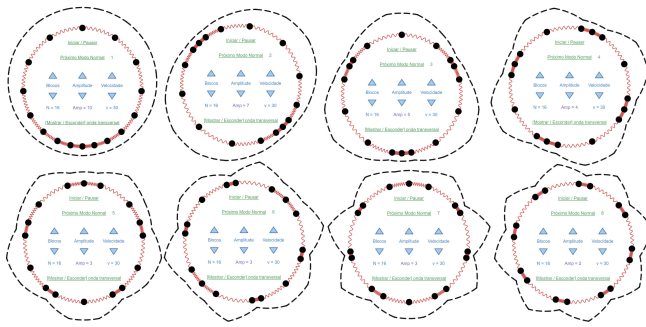 Iniciar / Pausar
Próximo Modo Normal 1
Blocos Amplitude Velocidade
N = 16 Amp = 10 v = 30
[Mostrar / Esconder] onda transversal
Iniciar / Pausar
Próximo Modo Normal 2
Blocos Amplitude Velocidade
N = 16 Amp = 7 v = 30
[Mostrar / Esconder] onda transversal
Iniciar / Pausar
Próximo Modo Normal 3
Blocos Amplitude Velocidade
N = 16 Amp = 5 v = 30
[Mostrar / Esconder] onda transversal
Iniciar / Pausar
Próximo Modo Normal 4
Blocos Amplitude Velocidade
N = 16 Amp = 4 v = 30
[Mostrar / Esconder] onda transversal
Iniciar / Pausar
Próximo Modo Normal 5
Blocos Amplitude Velocidade
N = 16 Amp = 3 v = 30
[Mostrar / Esconder] onda transversal
Iniciar / Pausar
Próximo Modo Normal 6
Blocos Amplitude Velocidade
N = 16 Amp = 3 v = 30
[Mostrar / Esconder] onda transversal
Iniciar / Pausar
Próximo Modo Normal 7
Blocos Amplitude Velocidade
N = 16 Amp = 3 v = 30
[Mostrar / Esconder] onda transversal
Iniciar / Pausar
Próximo Modo Normal 8
Blocos Amplitude Velocidade
N = 16 Amp = 2 v = 30
[Mostrar / Esconder] onda transversal